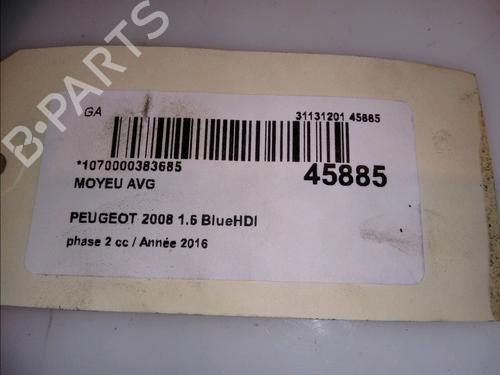 B-PARTS
GA
31131201 45885
*1070000383685
45885
MOYEU AVG
PEUGEOT 2008 1.6 BlueHDI
phase 2 cc / Année 2016